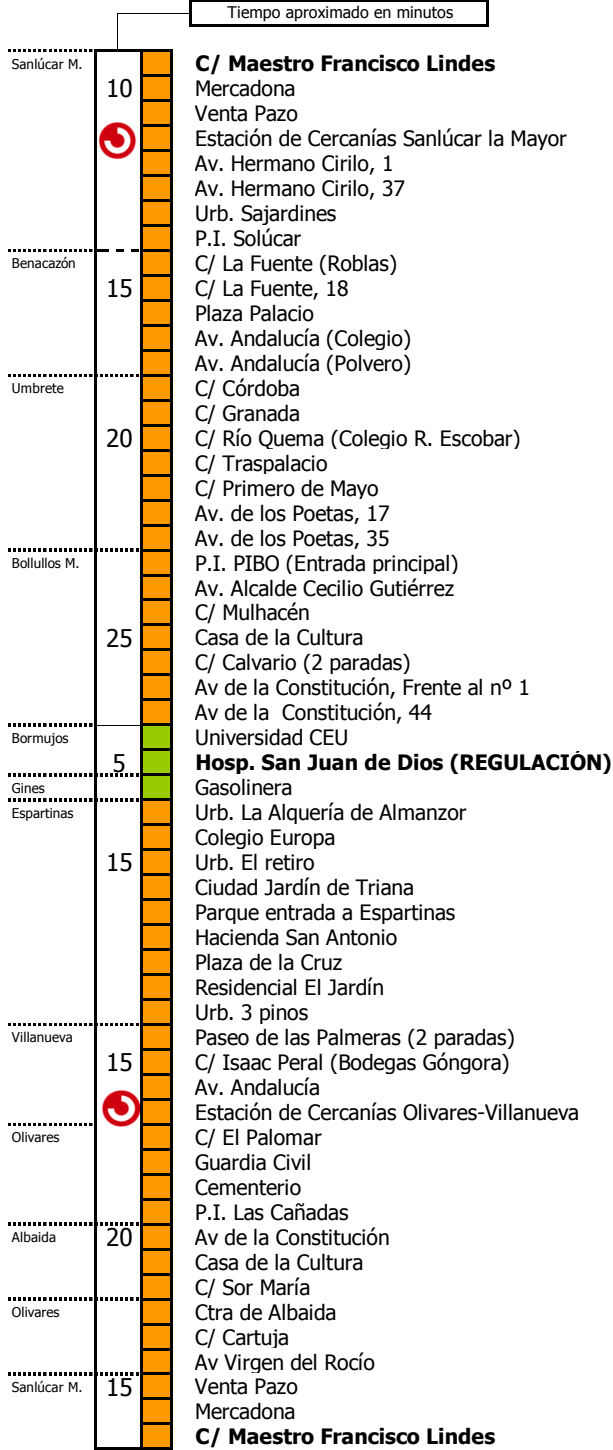 Tiempo aproximado en minutos
Sanlúcar M. C/ Maestro Francisco Lindes
10 Mercadona
Venta Pazo
Estación de Cercanías Sanlúcar la Mayor
Av. Hermano Cirilo, 1
Av. Hermano Cirilo, 37
Urb. Sajardines
P.I. Solúcar
Benacazón C/ La Fuente (Roblas)
15 C/ La Fuente, 18
Plaza Palacio
Av. Andalucía (Colegio)
Av. Andalucía (Polvero)
Umbrete C/ Córdoba
C/ Granada
20 C/ Río Quema (Colegio R. Escobar)
C/ Traspalacio
C/ Primero de Mayo
Av. de los Poetas, 17
Av. de los Poetas, 35
Bollullos M. P.I. PIBO (Entrada principal)
Av. Alcalde Cecilio Gutiérrez
C/ Mulhacén
25 Casa de la Cultura
C/ Calvario (2 paradas)
Av de la Constitución, Frente al nº 1
Av de la Constitución, 44
Bormujos Universidad CEU
5 Hosp. San Juan de Dios (REGULACIÓN)
Gines Gasolinera
Espartinas Urb. La Alquería de Almanzor
Colegio Europa
15 Urb. El retiro
Ciudad Jardín de Triana
Parque entrada a Espartinas
Hacienda San Antonio
Plaza de la Cruz
Residencial El Jardín
Urb. 3 pinos
Villanueva Paseo de las Palmeras (2 paradas)
15 C/ Isaac Peral (Bodegas Góngora)
Av. Andalucía
Estación de Cercanías Olivares-Villanueva
Olivares C/ El Palomar
Guardia Civil
Cementerio
P.I. Las Cañadas
Albaida 20 Av de la Constitución
Casa de la Cultura
C/ Sor María
Olivares Ctra de Albaida
C/ Cartuja
Av Virgen del Rocío
Sanlúcar M. 15 Venta Pazo
Mercadona
C/ Maestro Francisco Lindes